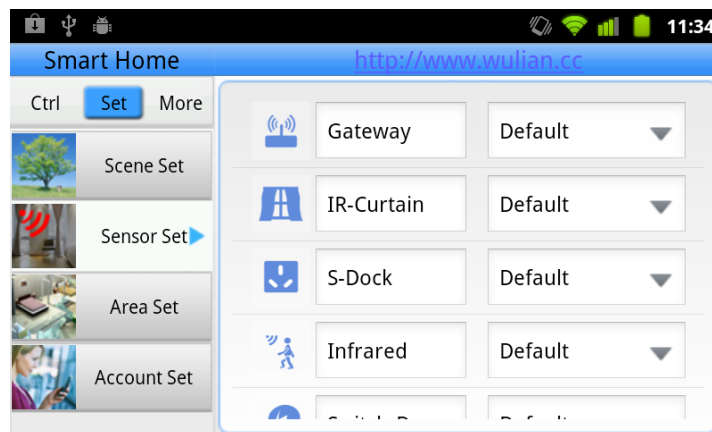 11:34
Smart Home
http://www.wulian.cc
Ctrl Set More
Scene Set
Sensor Set
Area Set
Account Set
Gateway Default
IR-Curtain Default
S-Dock Default
Infrared Default